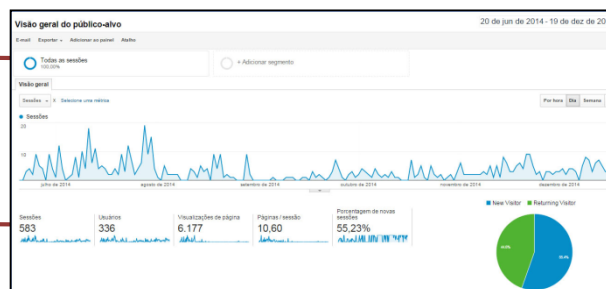 Visão geral do público-alvo
20 de jun de 2014 - 19 de dez de 20
E-mail Exportar Adicionar ao painel Atalho
Todas as sessões
100,00%
+ Adicionar segmento
Visão geral
Sessões Selecione uma métrica
Por hora Dia Semana
Sessões
20
10
julho de 2014 agosto de 2014 setembro de 2014 outubro de 2014 novembro de 2014 dezembro de 2014
Sessões
583
Usuários
336
Visualizações de página
6.177
Páginas / sessão
10,60
Porcentagem de novas
sessões
55,23%
New Visitor Returning Visitor